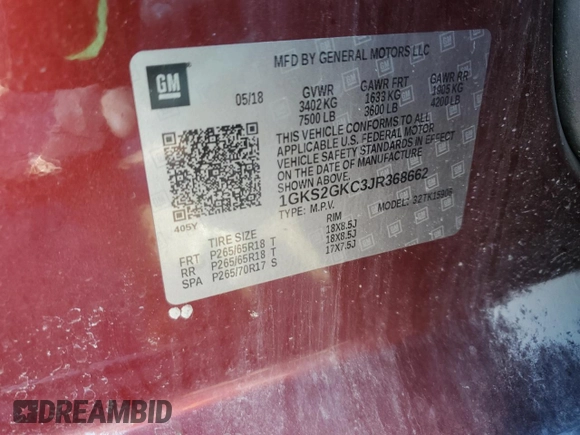 MFD BY GENERAL MOTORS LLC
GM
05/18
GVWR GAWR FRT GAWR RR
3402 KG 1633 KG 1905 KG
7500 LB 3600 LB 4200 LB
THIS VEHICLE CONFORMS TO ALL
APPLICABLE U.S. FEDERAL MOTOR
VEHICLE SAFETY STANDARDS IN EFFECT
ON THE DATE OF MANUFACTURE
SHOWN ABOVE.
1GKS2GKC3JR368662
TYPE: M.P.V. MODEL: 32TK15906
405Y
TIRE SIZE RIM
FRT P265/65R18 T 18X8.5J
RR P265/65R18 T 18X8.5J
SPA P265/70R17 S 17X7.5J
DREAMBID